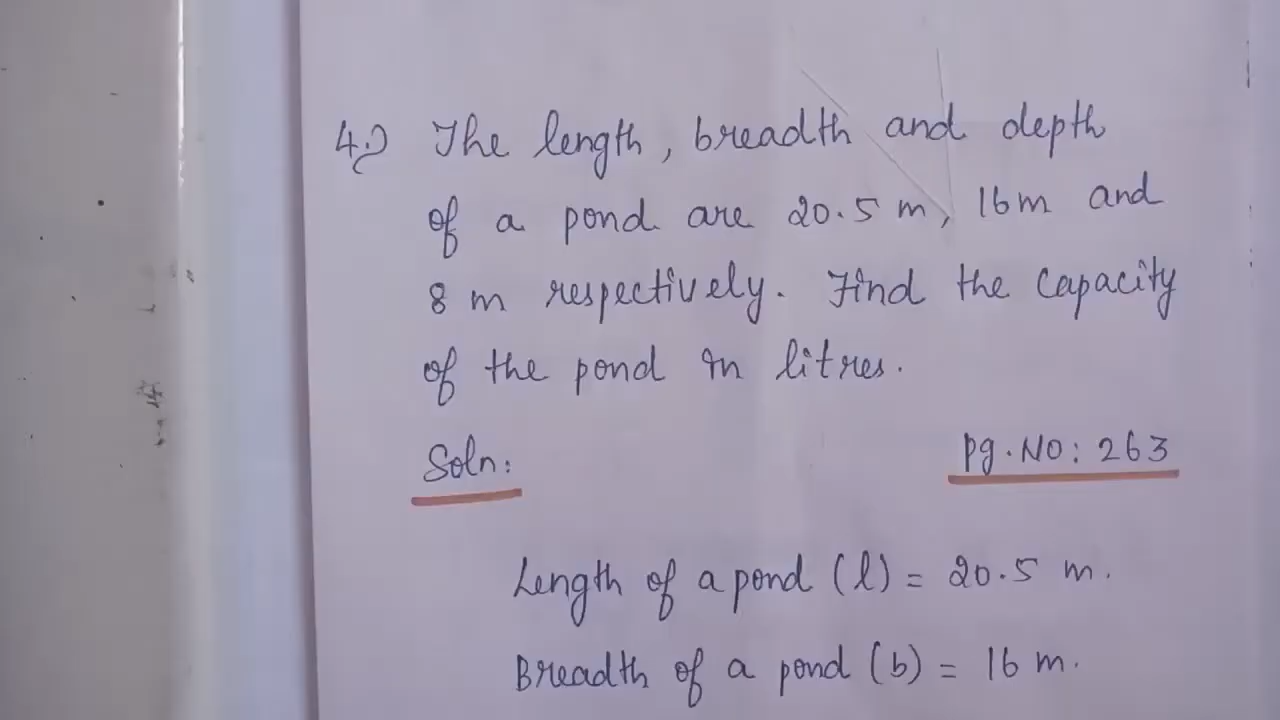 4.) The length, breadth and depth
of a pond are 20.5 m, 16m and
8 m respectively. Find the capacity
of the pond in litres.
Soln:
Pg.No: 263
Length of a pond (l) = 20.5 m.
Breadth of a pond (b) = 16 m.